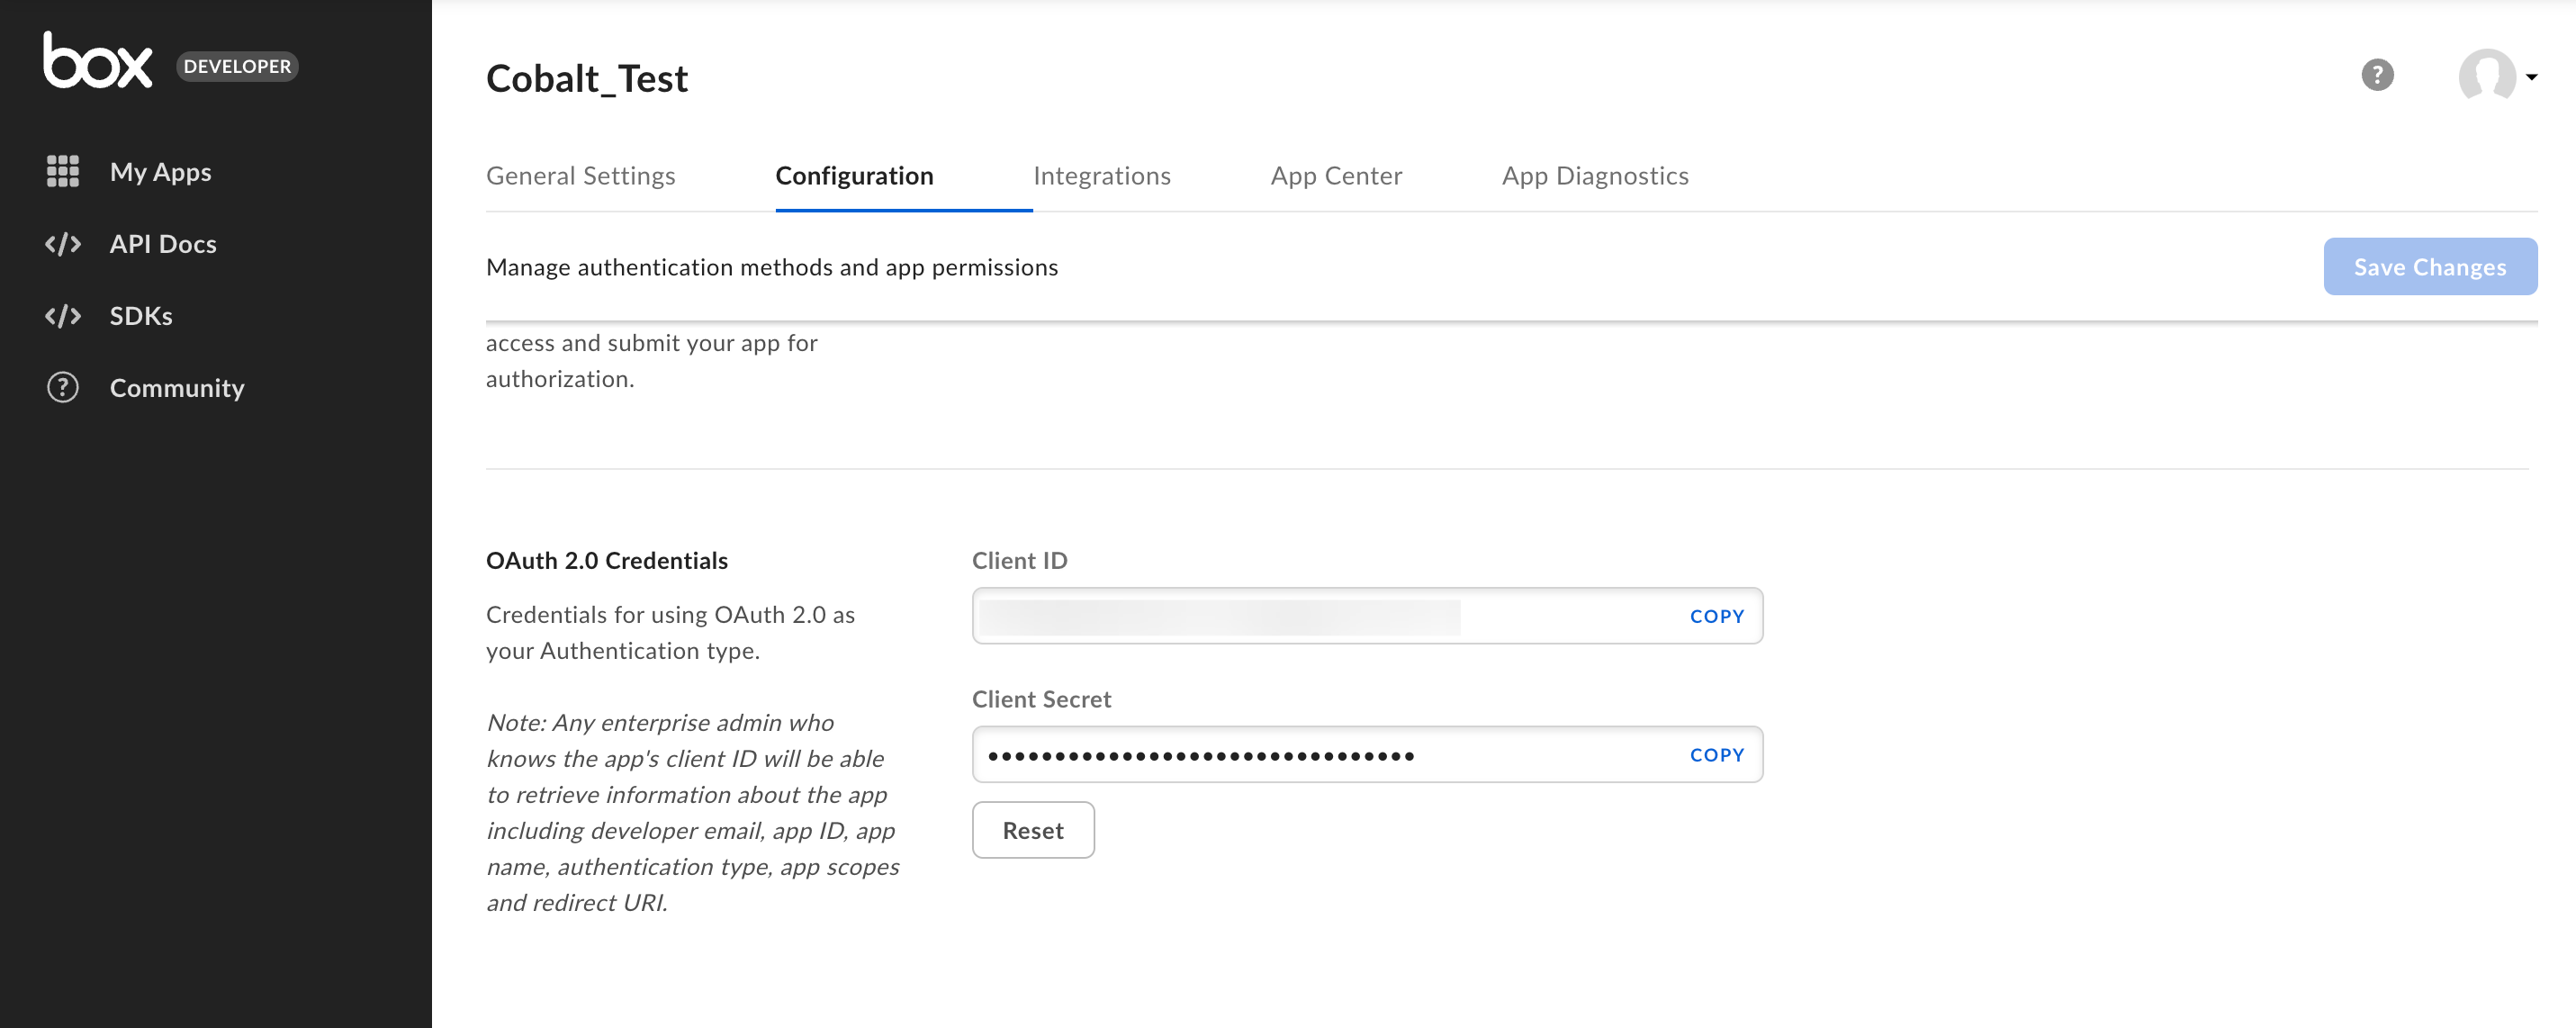 box DEVELOPER
My Apps
API Docs
SDKs
Community
Cobalt_Test
General Settings Configuration Integrations App Center App Diagnostics
Manage authentication methods and app permissions
Save Changes
access and submit your app for
authorization.
OAuth 2.0 Credentials
Credentials for using OAuth 2.0 as
your Authentication type.
Note: Any enterprise admin who
knows the app's client ID will be able
to retrieve information about the app
including developer email, app ID, app
name, authentication type, app scopes
and redirect URI.
Client ID
COPY
Client Secret
••••••••••••••••••••••••••••••••
COPY
Reset